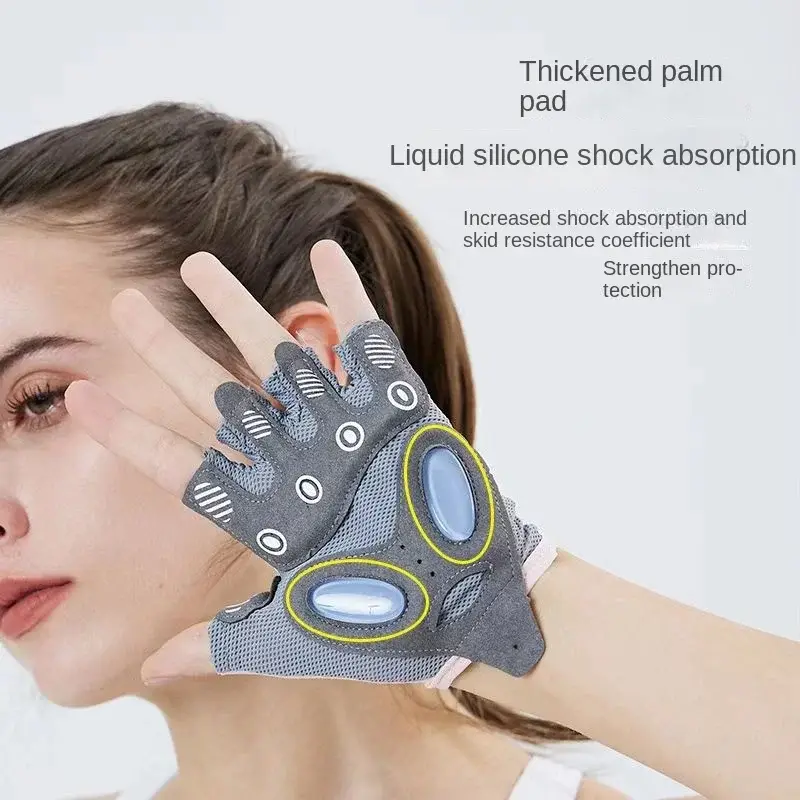 Thickened palm
pad
Liquid silicone shock absorption
Increased shock absorption and
skid resistance coefficient
Strengthen pro-
tection